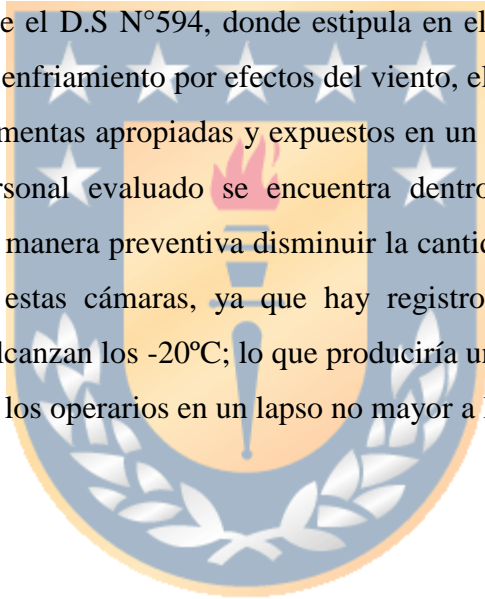 e el D.S N°594, donde estipula en el
enfriamiento por efectos del viento, el
mentas apropiadas y expuestos en un
rsonal evaluado se encuentra dentro
manera preventiva disminuir la cantid
estas cámaras, ya que hay registro
lcanzan los -20ºC; lo que produciría un
los operarios en un lapso no mayor a